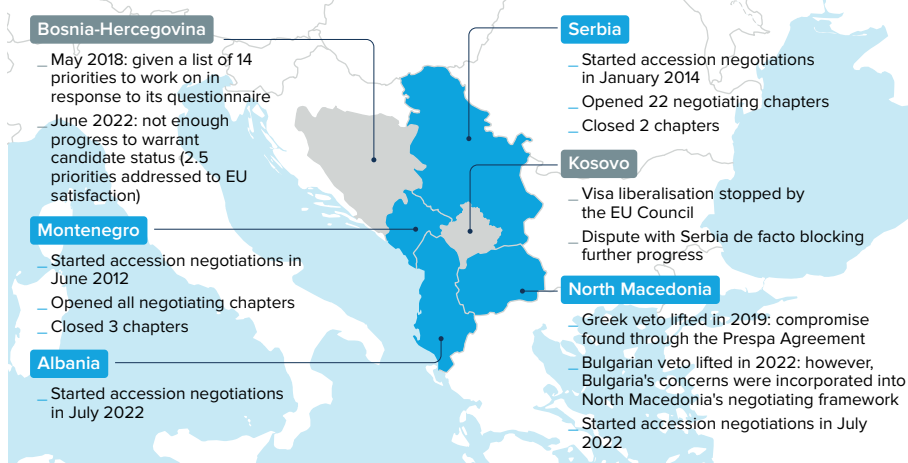 Bosnia-Hercegovina
_ May 2018: given a list of 14
priorities to work on in
response to its questionnaire
_ June 2022: not enough
progress to warrant
candidate status (2.5
priorities addressed to EU
satisfaction)
Montenegro
_ Started accession negotiations in
June 2012
_ Opened all negotiating chapters
_ Closed 3 chapters
Albania
_ Started accession negotiations
in July 2022
Serbia
_ Started accession negotiations
in January 2014
_ Opened 22 negotiating chapters
_ Closed 2 chapters
Kosovo
_ Visa liberalisation stopped by
the EU Council
_ Dispute with Serbia de facto blocking
further progress
North Macedonia
_ Greek veto lifted in 2019: compromise
found through the Prespa Agreement
_ Bulgarian veto lifted in 2022: however,
Bulgaria's concerns were incorporated into
North Macedonia's negotiating framework
_ Started accession negotiations in July
2022